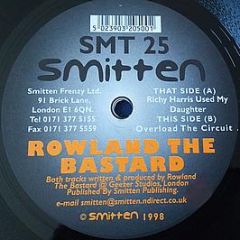 5 023903 205001
SMT 25
Smitten
Smitten Frenzy Ltd.
91 Brick Lane,
London E1 6QN.
Tel 0171 377 5155.
Fax 0171 377 5559
THAT SIDE (A)
Richy Harris Used My
Daughter
THIS SIDE (B)
Overload The Circuit .
ROWLAND THE
BASTARD
Both tracks written & produced by Rowland
The Bastard @ Geezer Studios, London
Published By Smitten Publishing.
e-mail smitten@smitten.ndirect.co.uk
© smitten 1998